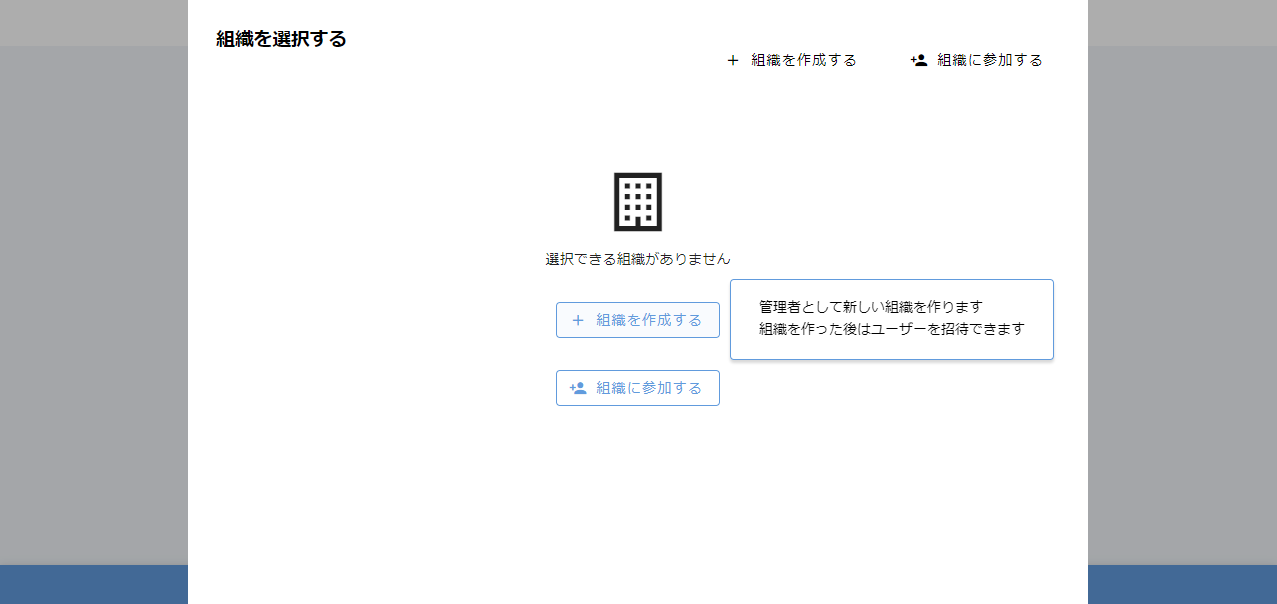 組織を選択する
組織を作成する
組織に参加する
選択できる組織がありません
組織を作成する
管理者として新しい組織を作ります
組織を作った後はユーザーを招待できます
組織に参加する